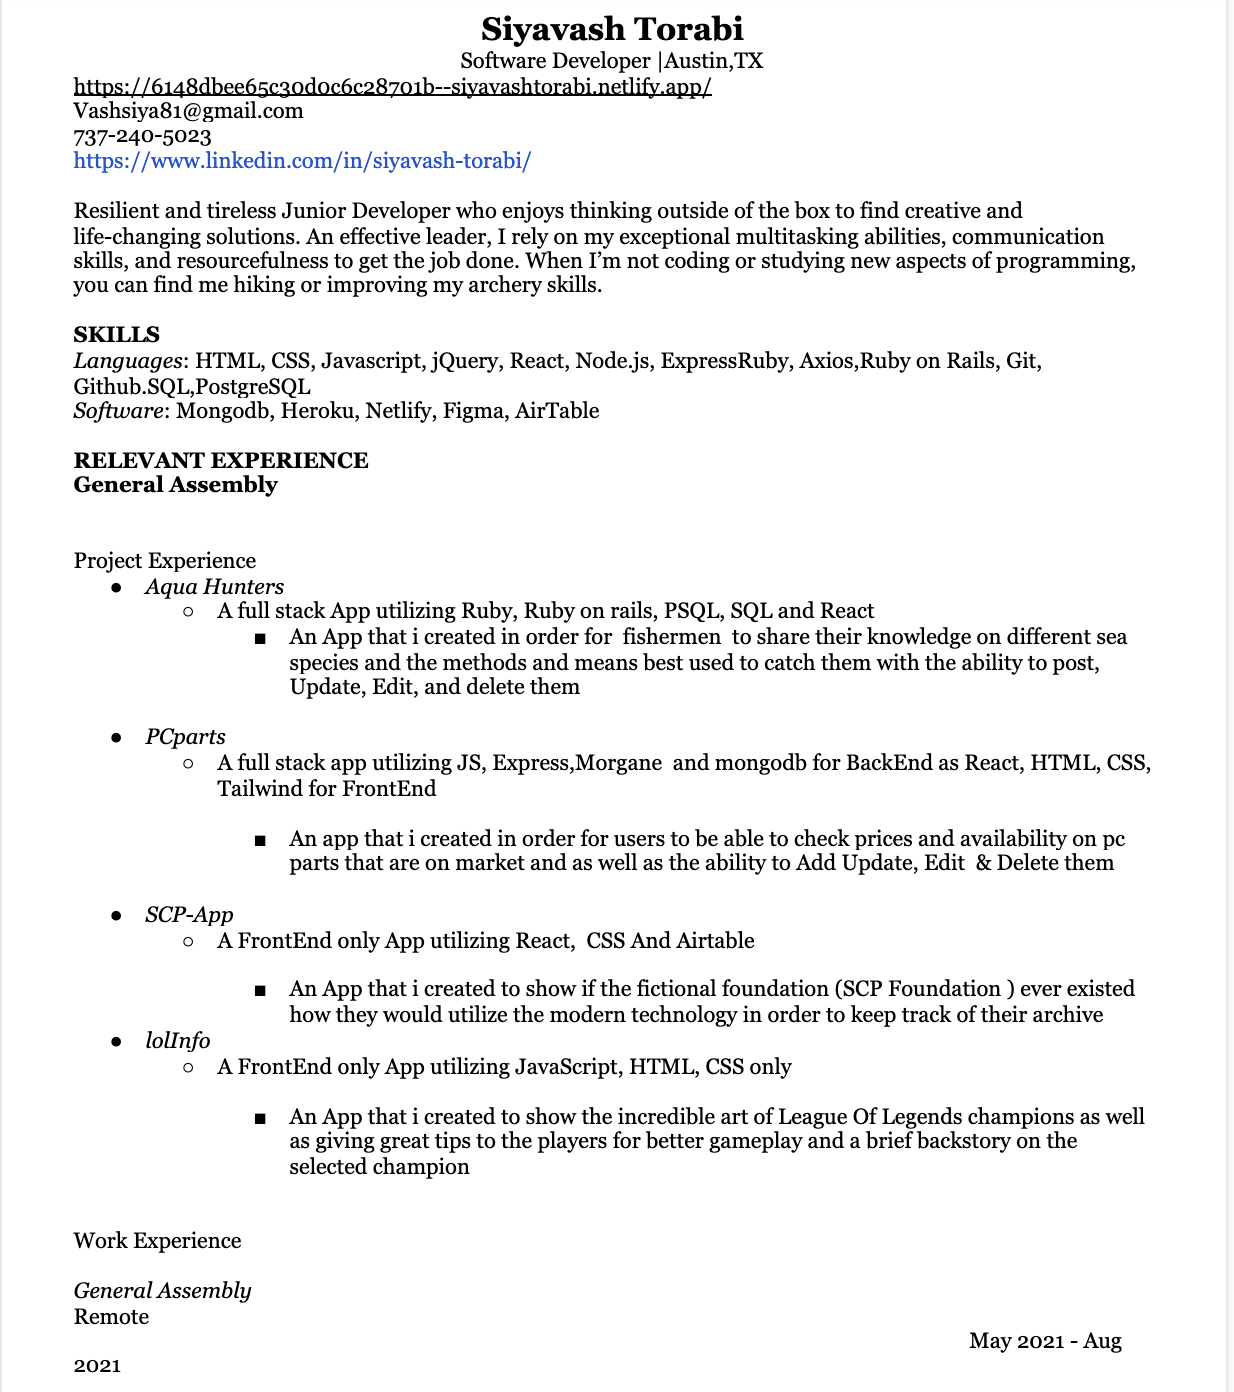 Siyavash Torabi
Software Developer |Austin,TX
https://6148dbee65c30d0c6c28701b--siyavashtorabi.netlify.app/
Vashsiya81@gmail.com
737-240-5023
https://www.linkedin.com/in/siyavash-torabi/
Resilient and tireless Junior Developer who enjoys thinking outside of the box to find creative and
life-changing solutions. An effective leader, I rely on my exceptional multitasking abilities, communication
skills, and resourcefulness to get the job done. When I’m not coding or studying new aspects of programming,
you can find me hiking or improving my archery skills.
SKILLS
Languages: HTML, CSS, Javascript, jQuery, React, Node.js, ExpressRuby, Axios,Ruby on Rails, Git,
Github.SQL,PostgreSQL
Software: Mongodb, Heroku, Netlify, Figma, AirTable
RELEVANT EXPERIENCE
General Assembly
Project Experience
● Aqua Hunters
○ A full stack App utilizing Ruby, Ruby on rails, PSQL, SQL and React
■ An App that i created in order for  fishermen  to share their knowledge on different sea
species and the methods and means best used to catch them with the ability to post,
Update, Edit, and delete them
● PCparts
○ A full stack app utilizing JS, Express,Morgane  and mongodb for BackEnd as React, HTML, CSS,
Tailwind for FrontEnd
■ An app that i created in order for users to be able to check prices and availability on pc
parts that are on market and as well as the ability to Add Update, Edit  & Delete them
● SCP-App
○ A FrontEnd only App utilizing React,  CSS And Airtable
■ An App that i created to show if the fictional foundation (SCP Foundation ) ever existed
how they would utilize the modern technology in order to keep track of their archive
● lolInfo
○ A FrontEnd only App utilizing JavaScript, HTML, CSS only
■ An App that i created to show the incredible art of League Of Legends champions as well
as giving great tips to the players for better gameplay and a brief backstory on the
selected champion
Work Experience
General Assembly
Remote
May 2021 - Aug
2021